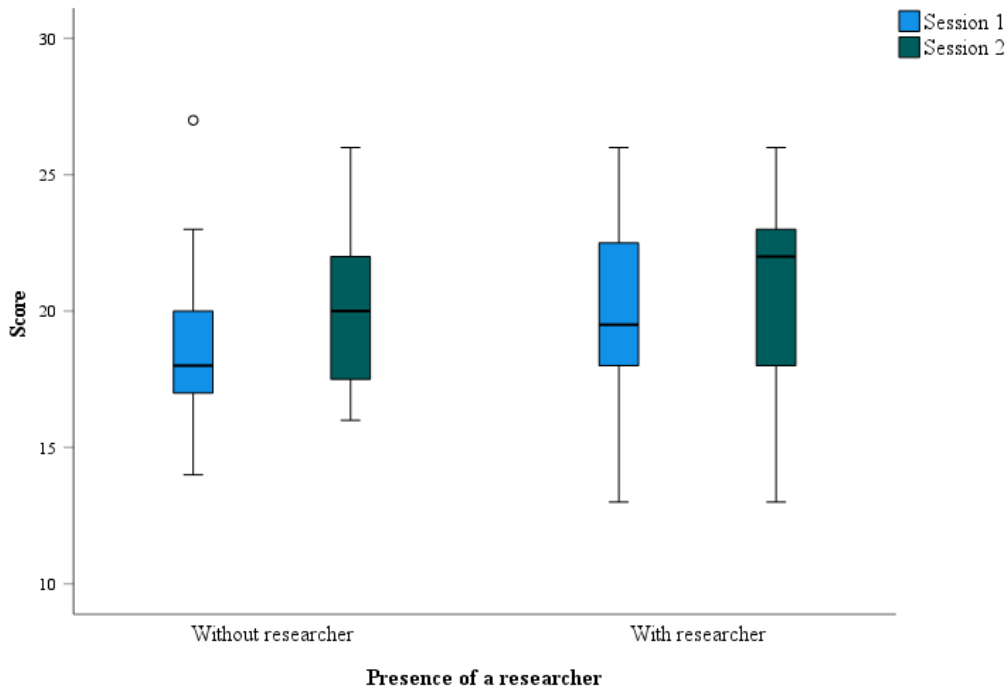 Session 1
Session 2
30
25
20
15
10
Score
Without researcher
With researcher
Presence of a researcher